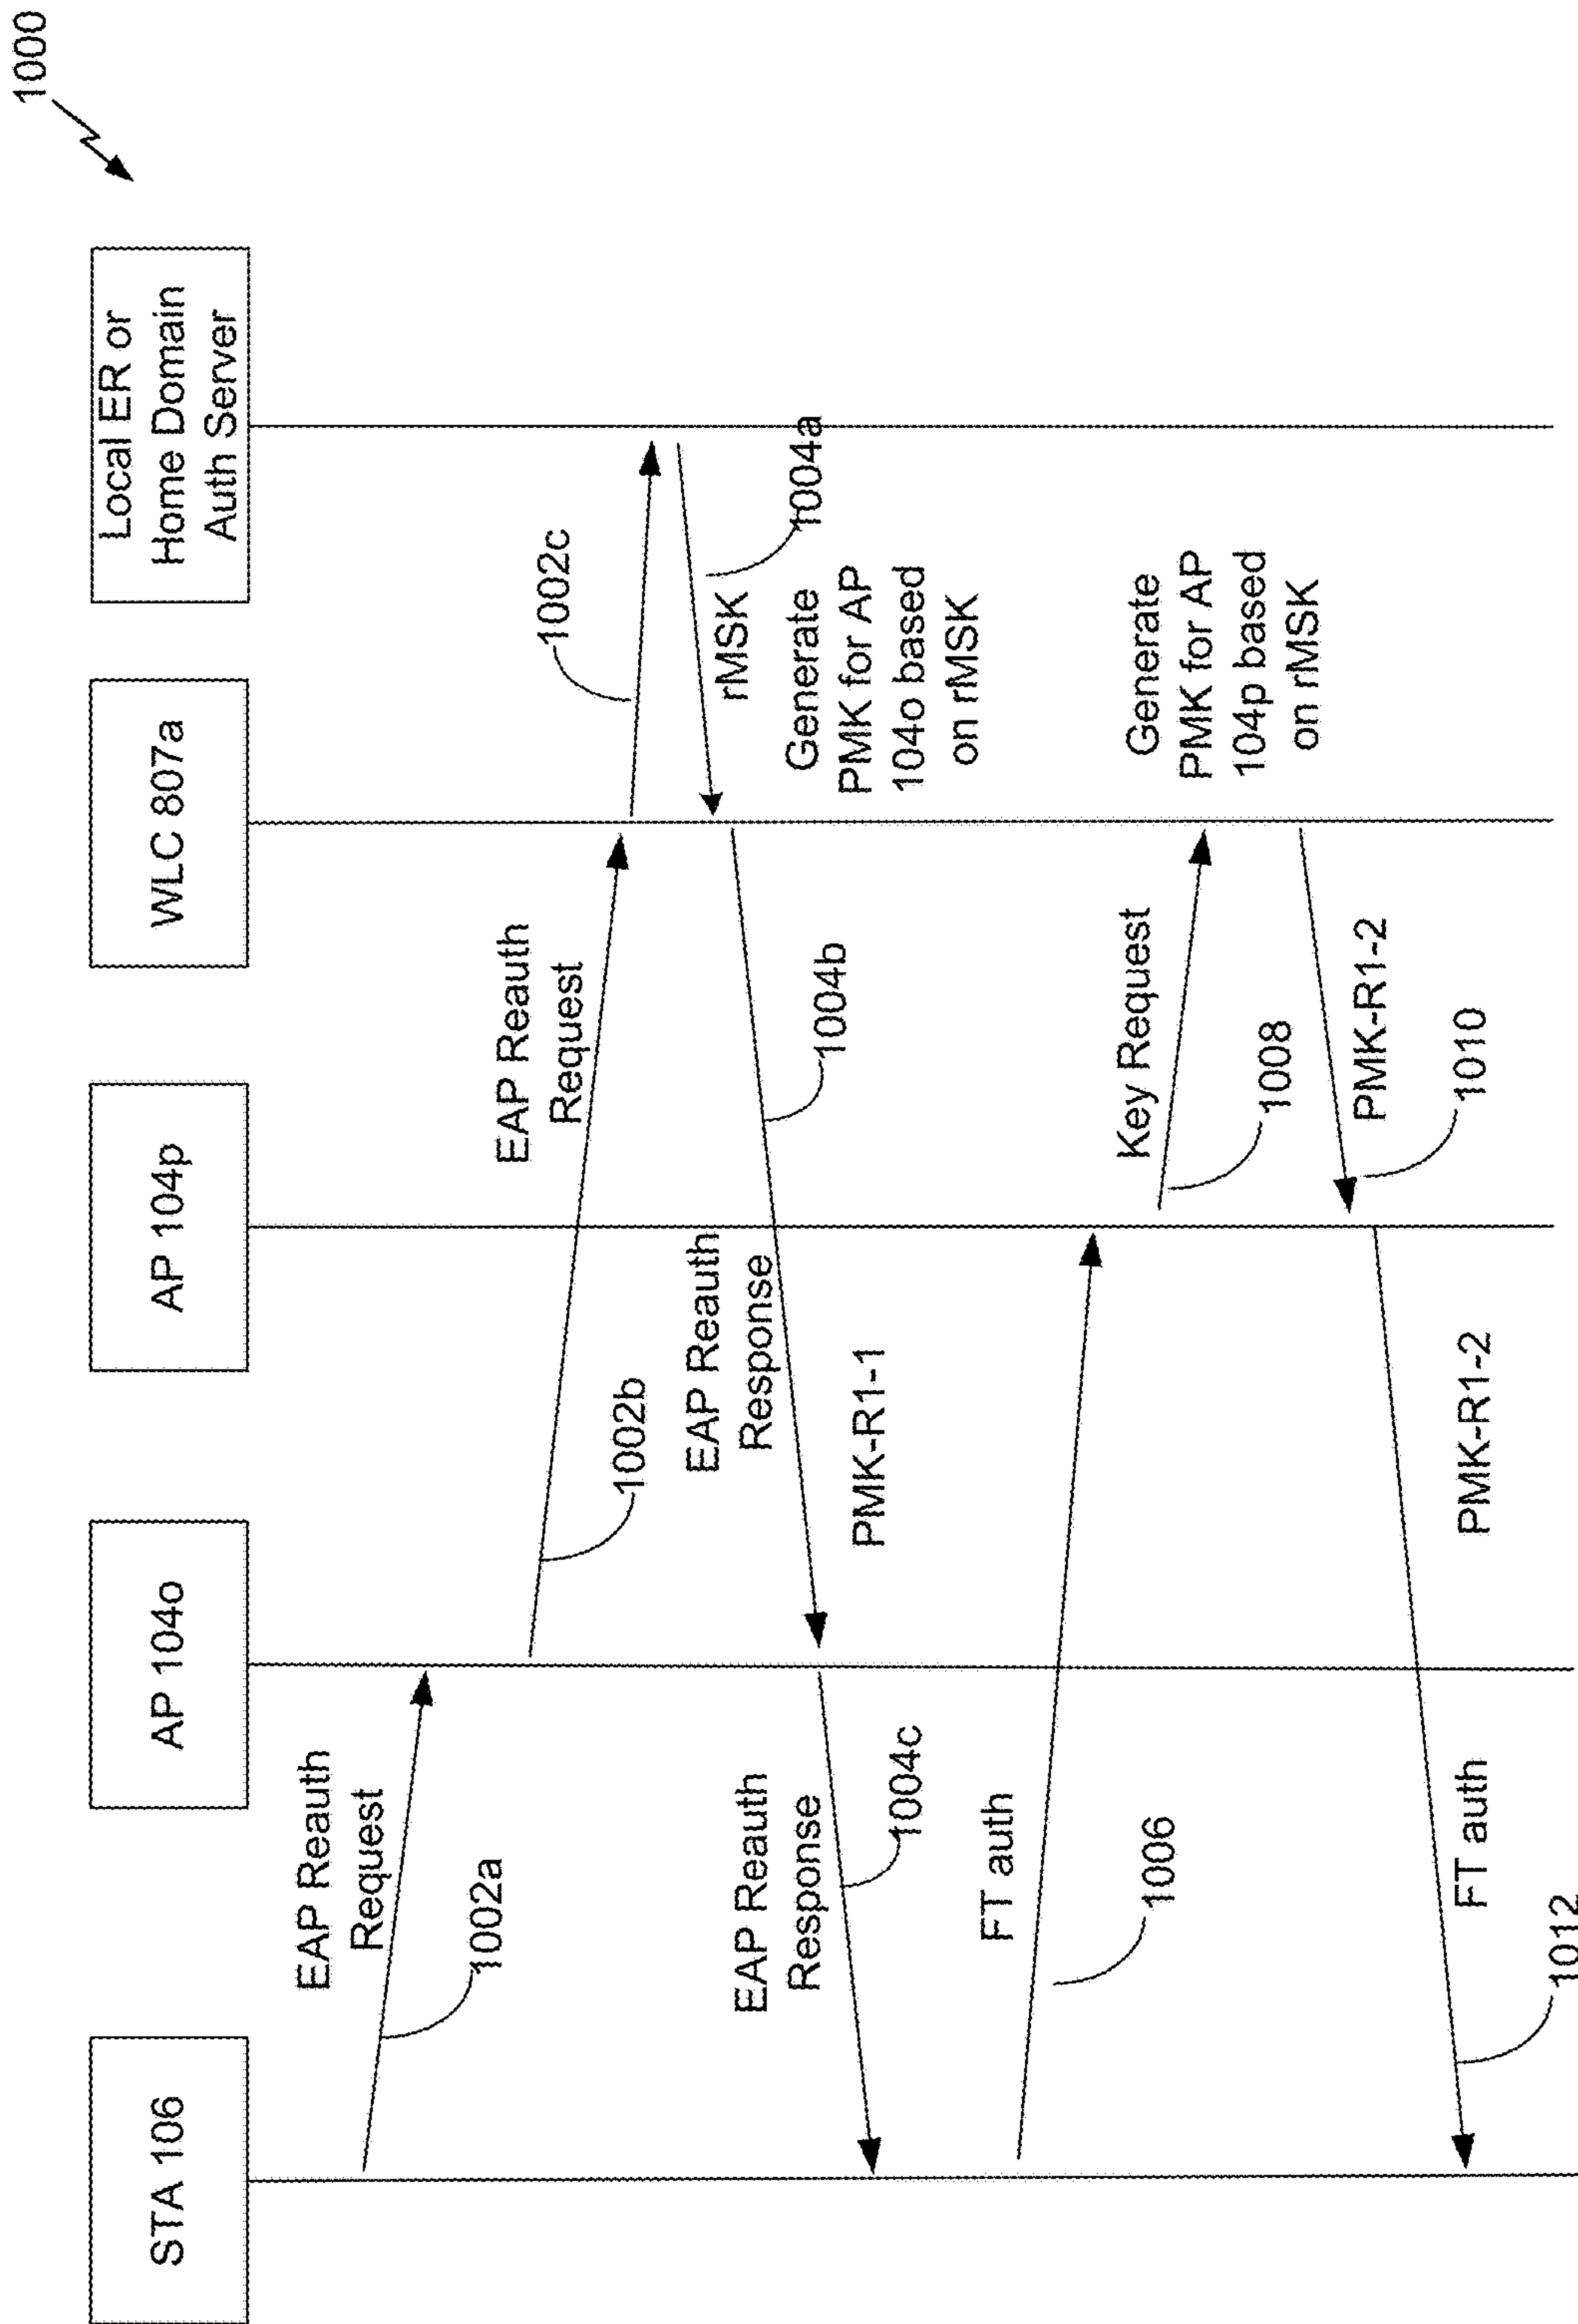 1000
STA 106
AP 104o
AP 104p
WLC 807a
Local ER or
Home Domain
Auth Server
EAP Reauth
Request
1002a
EAP Reauth
Request
1002b
1002c
rMSK
1004a
Generate
PMK for AP
104o based
on rMSK
EAP Reauth
Response
1004b
PMK-R1-1
EAP Reauth
Response
1004c
FT auth
1006
Key Request
1008
Generate
PMK for AP
104p based
on rMSK
PMK-R1-2
1010
PMK-R1-2
FT auth
1012